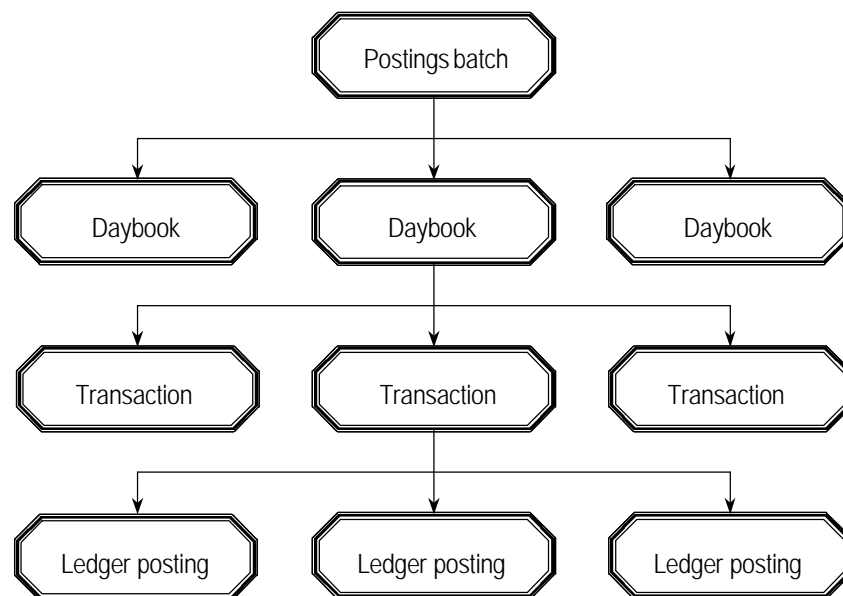 Postings batch
Daybook Daybook Daybook
Transaction Transaction Transaction
Ledger posting Ledger posting Ledger posting